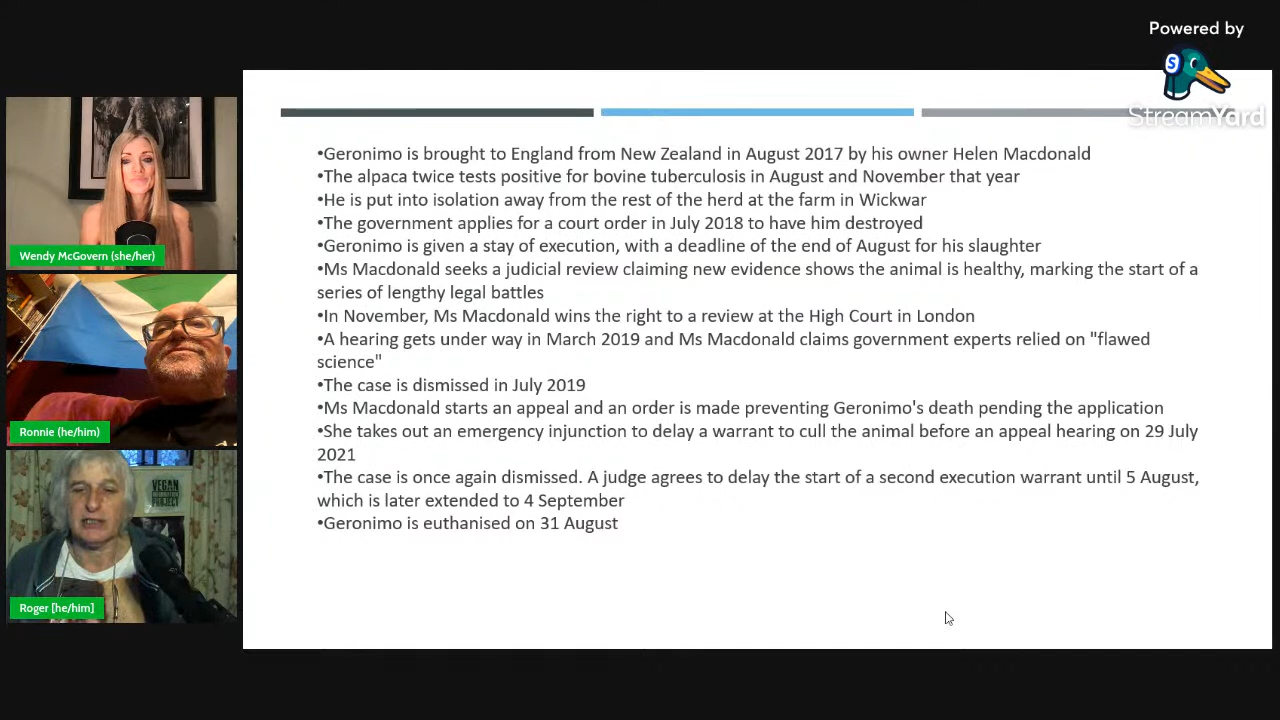 Powered by
S
StreamYard
Wendy McGovern (she/her)
Ronnie (he/him)
VEGAN
INFORMATION
PROJECT
Roger [he/him]
•Geronimo is brought to England from New Zealand in August 2017 by his owner Helen Macdonald
•The alpaca twice tests positive for bovine tuberculosis in August and November that year
•He is put into isolation away from the rest of the herd at the farm in Wickwar
•The government applies for a court order in July 2018 to have him destroyed
•Geronimo is given a stay of execution, with a deadline of the end of August for his slaughter
•Ms Macdonald seeks a judicial review claiming new evidence shows the animal is healthy, marking the start of a
series of lengthy legal battles
•In November, Ms Macdonald wins the right to a review at the High Court in London
•A hearing gets under way in March 2019 and Ms Macdonald claims government experts relied on "flawed
science"
•The case is dismissed in July 2019
•Ms Macdonald starts an appeal and an order is made preventing Geronimo's death pending the application
•She takes out an emergency injunction to delay a warrant to cull the animal before an appeal hearing on 29 July
2021
•The case is once again dismissed. A judge agrees to delay the start of a second execution warrant until 5 August,
which is later extended to 4 September
•Geronimo is euthanised on 31 August